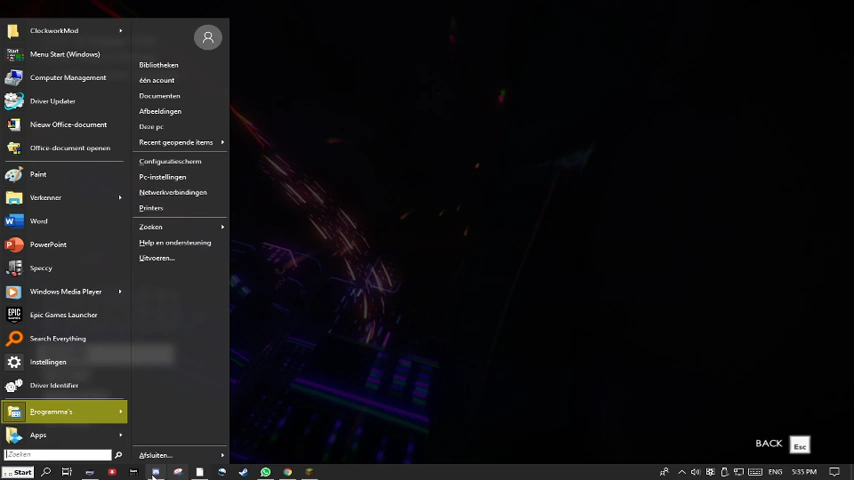 ClockworkMod
Menu Start (Windows)
Computer Management
Driver Updater
Nieuw Office-document
Office-document openen
Paint
Verkenner
Word
PowerPoint
Speccy
Windows Media Player
Epic Games Launcher
Search Everything
Instellingen
Driver Identifier
Programma's
Apps
Zoeken
Bibliotheken
één acount
Documenten
Afbeeldingen
Deze pc
Recent geopende items
Configuratiescherm
Pc-instellingen
Netwerkverbindingen
Printers
Zoeken
Help en ondersteuning
Uitvoeren...
Afsluiten...
BACK Esc
Start
ENG 5:35 PM